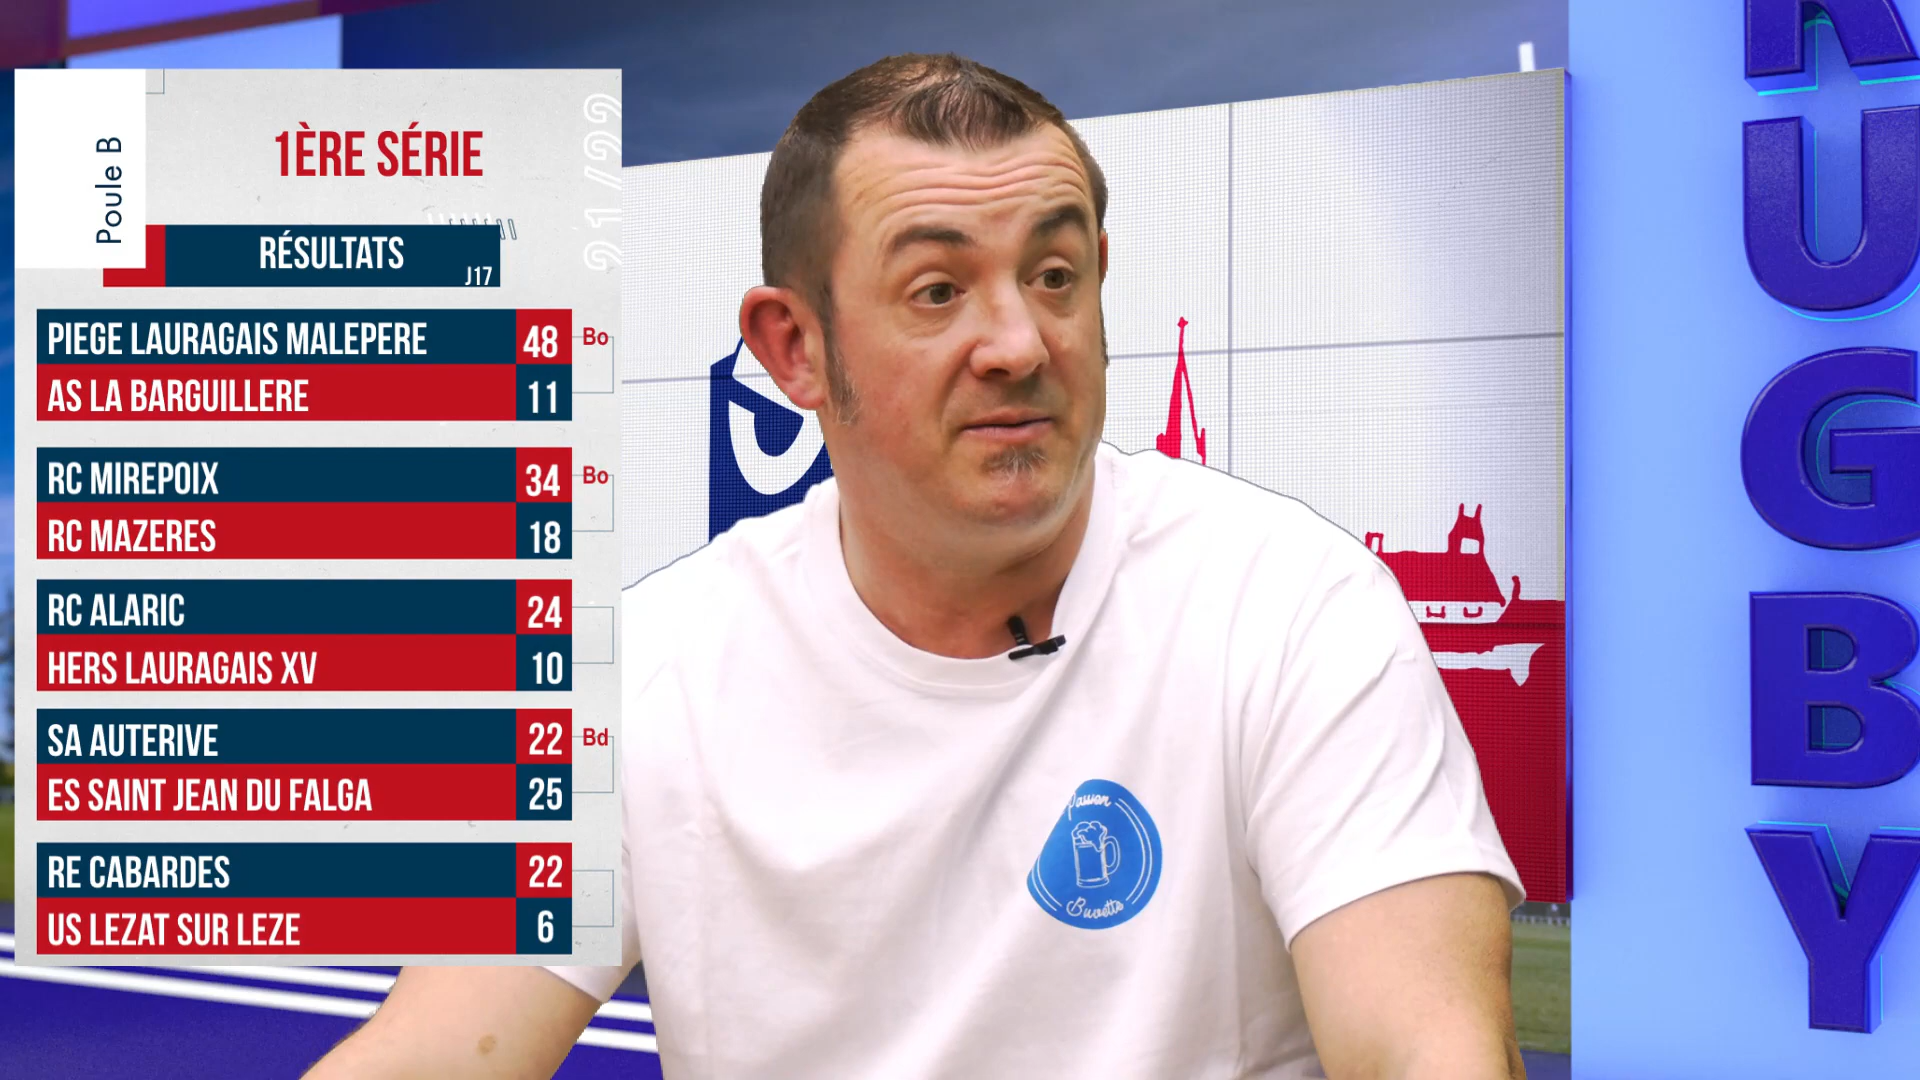 Poule B
1ÈRE SÉRIE
21/22
RÉSULTATS
J17
PIEGE LAURAGAIS MALEPERE 48 Bo
AS LA BARGUILLERE 11
RC MIREPOIX 34 Bo
RC MAZERES 18
RC ALARIC 24
HERS LAURAGAIS XV 10
SA AUTERIVE 22 Bd
ES SAINT JEAN DU FALGA 25
RE CABARDES 22
US LEZAT SUR LEZE 6
Passion
Buvette
RUGBY